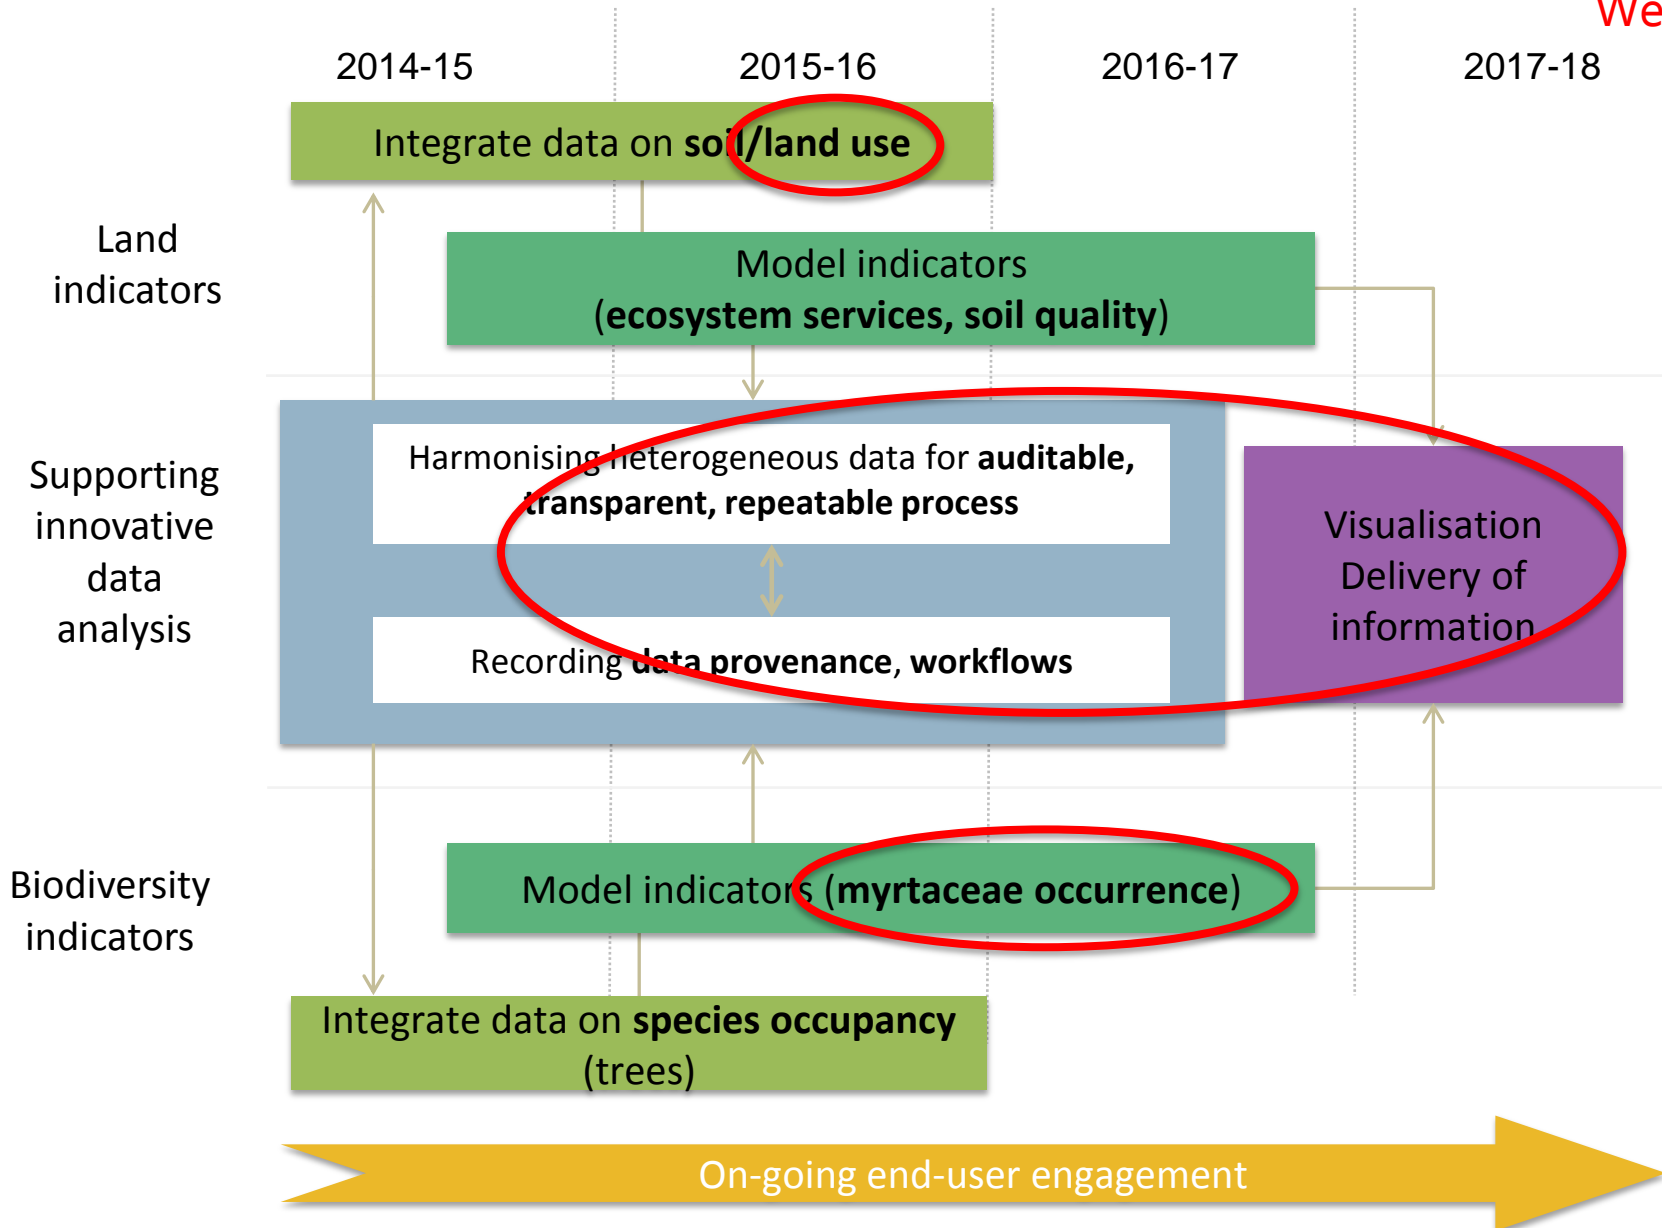 We
2014-15
2015-16
2016-17
2017-18
Integrate data on soil/land use
Land
indicators
Model indicators
(ecosystem services, soil quality)
Supporting
innovative
data
analysis
Harmonising heterogeneous data for auditable,
transparent, repeatable process
Recording data provenance, workflows
Visualisation
Delivery of
information
Biodiversity
indicators
Model indicators (myrtaceae occurrence)
Integrate data on species occupancy
(trees)
On-going end-user engagement